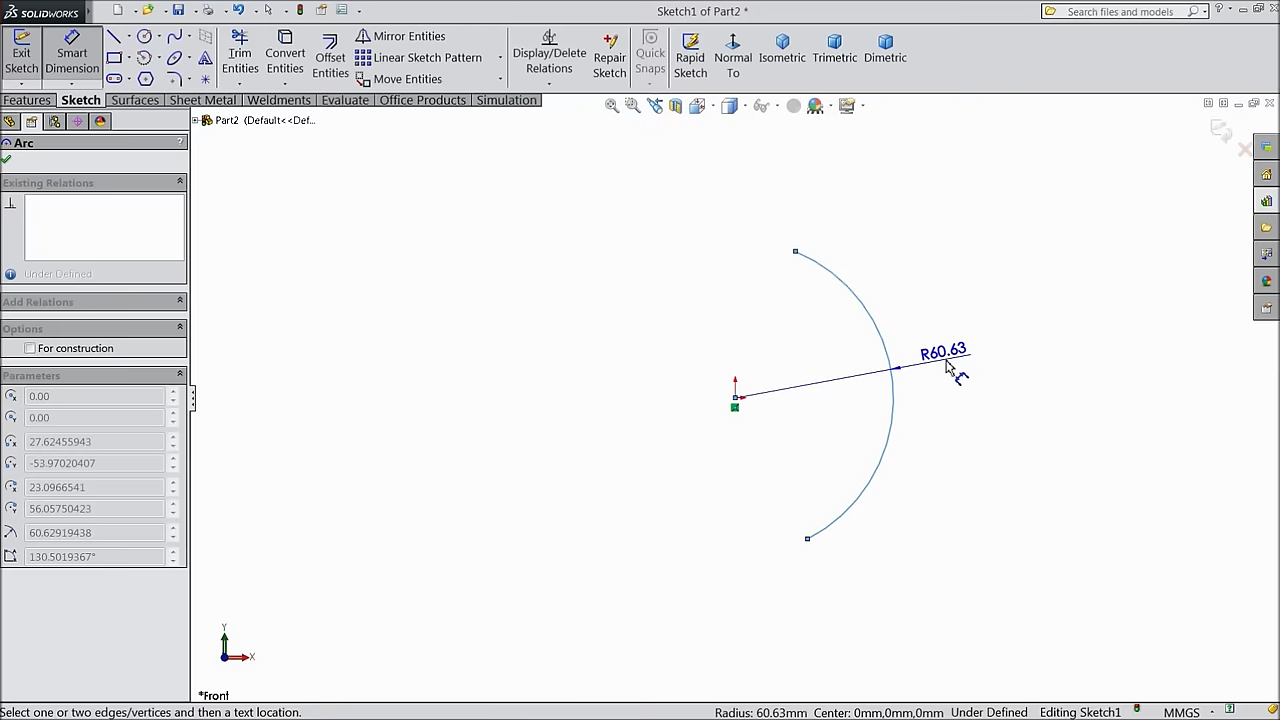 SOLIDWORKS
Sketch1 of Part2 *
Search files and models
Exit Sketch
Smart Dimension
Trim Entities
Convert Entities
Offset Entities
Mirror Entities
Linear Sketch Pattern
Move Entities
Display/Delete Relations
Repair Sketch
Quick Snaps
Rapid Sketch
Normal To
Isometric
Trimetric
Dimetric
Features Sketch Surfaces Sheet Metal Weldments Evaluate Office Products Simulation
Part2 (Default<<Def...
Arc ?
Existing Relations
Under Defined
Add Relations
Options
For construction
Parameters
0.00
0.00
27.62455943
-53.97020407
23.0966541
56.05750423
60.62919438
130.5019367°
R60.63
Y
X
*Front
Select one or two edges/vertices and then a text location.
Radius: 60.63mm Center: 0mm,0mm,0mm Under Defined Editing Sketch1 MMGS